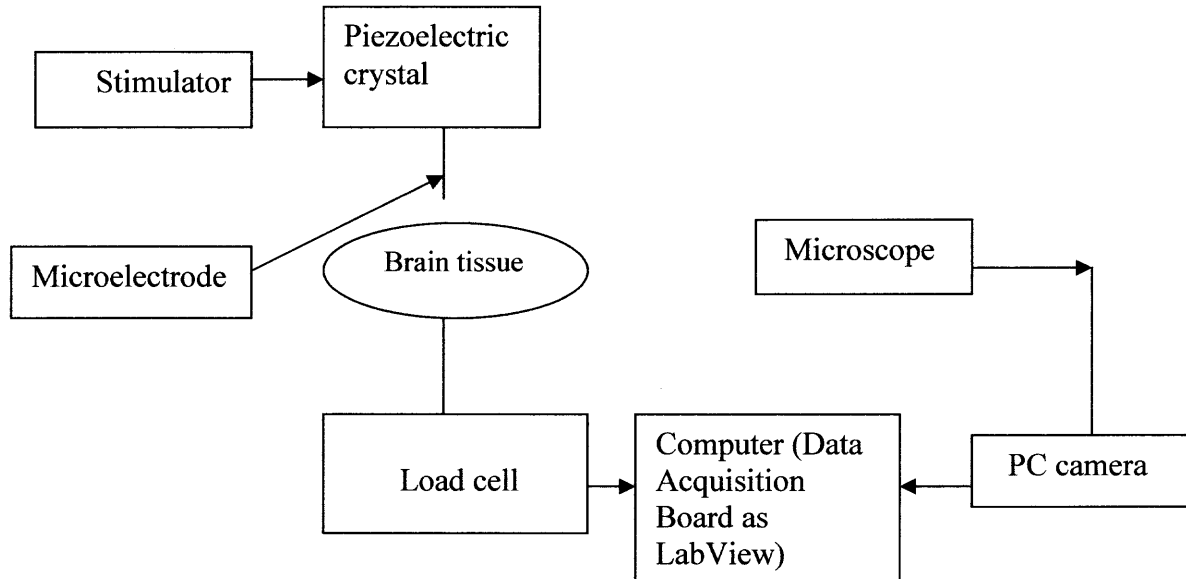 Piezoelectric
crystal
Stimulator
Microelectrode
Brain tissue
Microscope
Load cell
Computer (Data
Acquisition
Board as
LabView)
PC camera